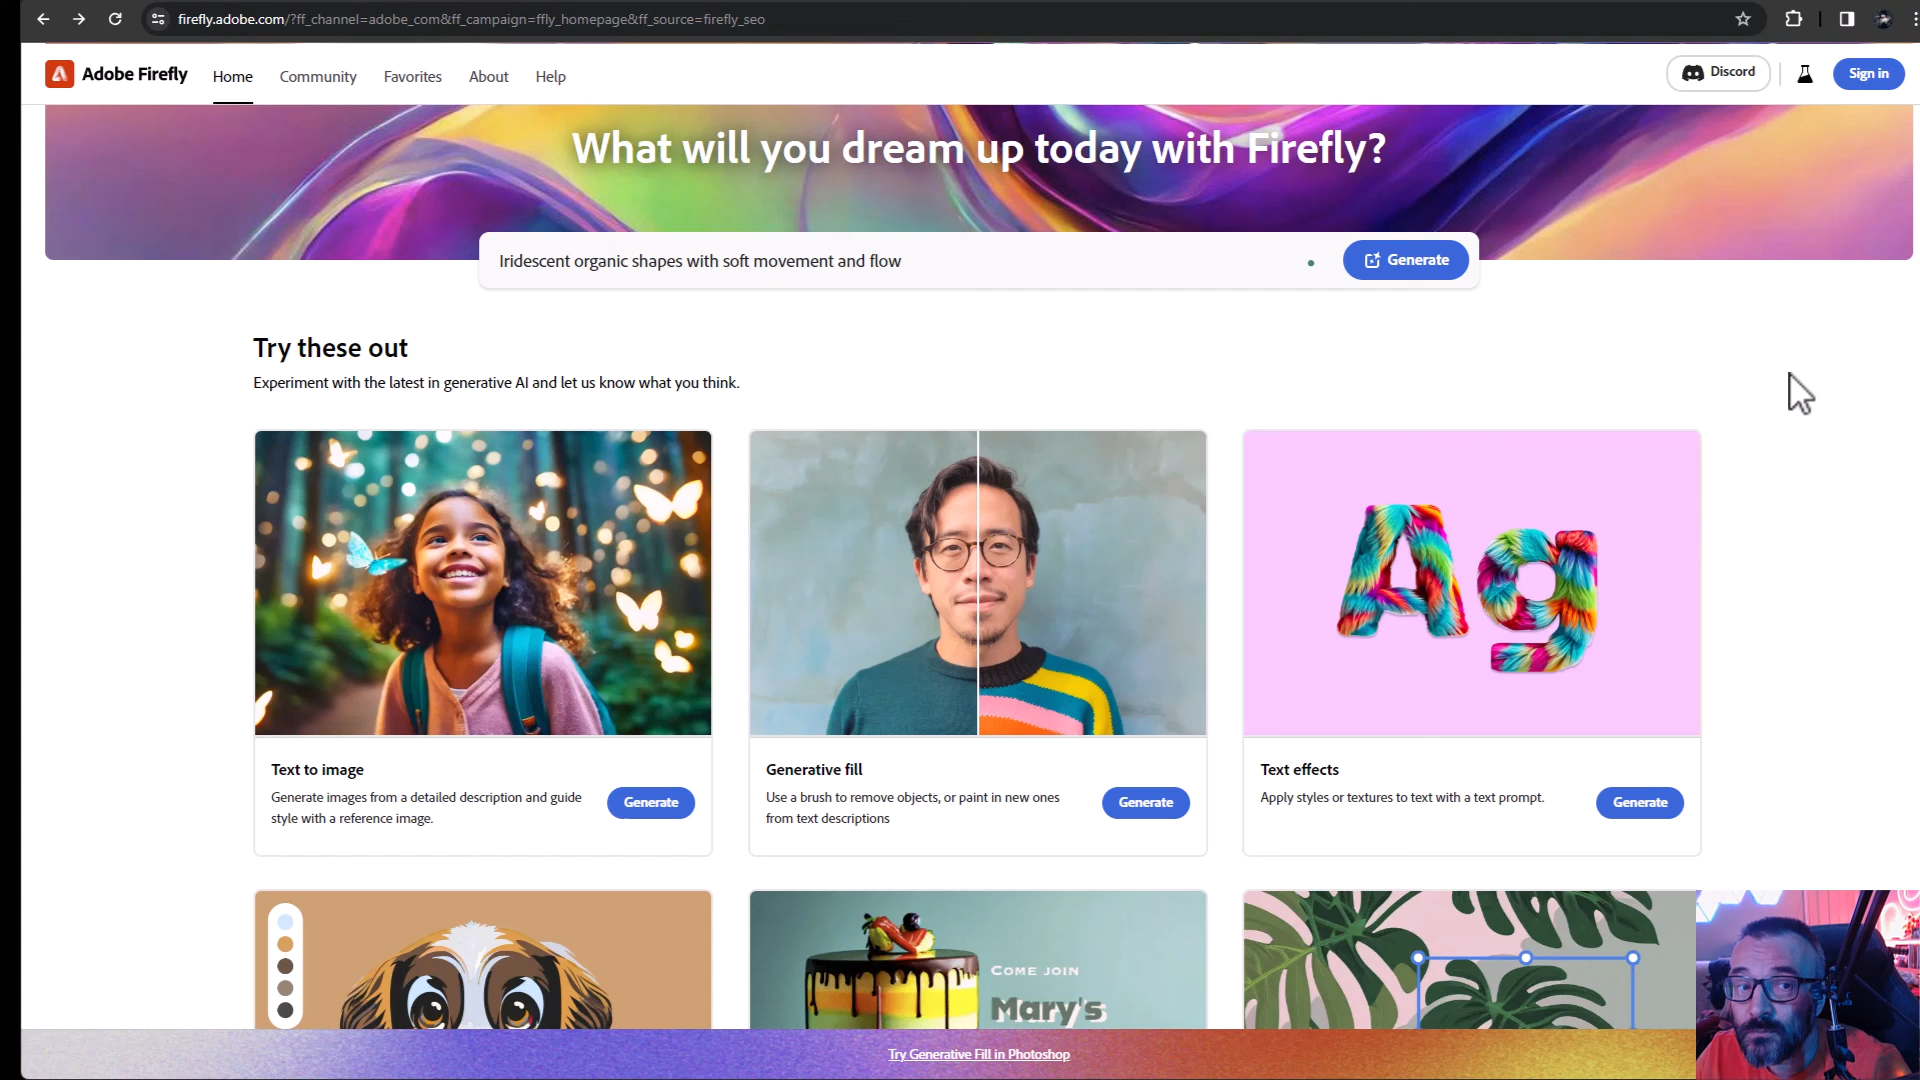 firefly.adobe.com/?ff_channel=adobe_com&ff_campaign=ffly_homepage&ff_source=firefly_seo
Adobe Firefly
Home
Community
Favorites
About
Help
Discord
Sign in
What will you dream up today with Firefly?
Iridescent organic shapes with soft movement and flow
Generate
Try these out
Experiment with the latest in generative AI and let us know what you think.
Ag
Text to image
Generate images from a detailed description and guide
style with a reference image.
Generate
Generative fill
Use a brush to remove objects, or paint in new ones
from text descriptions
Generate
Text effects
Apply styles or textures to text with a text prompt.
Generate
COME JOIN
Mary's
Try Generative Fill in Photoshop